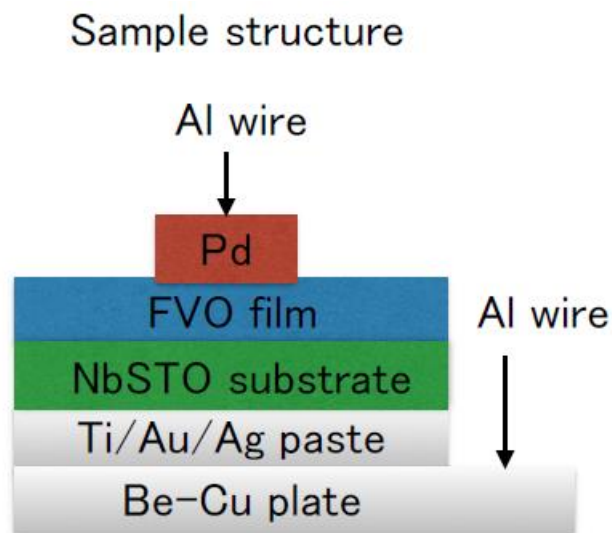 Sample structure
Al wire
Pd
FVO film
Al wire
NbSTO substrate
Ti/Au/Ag paste
Be-Cu plate